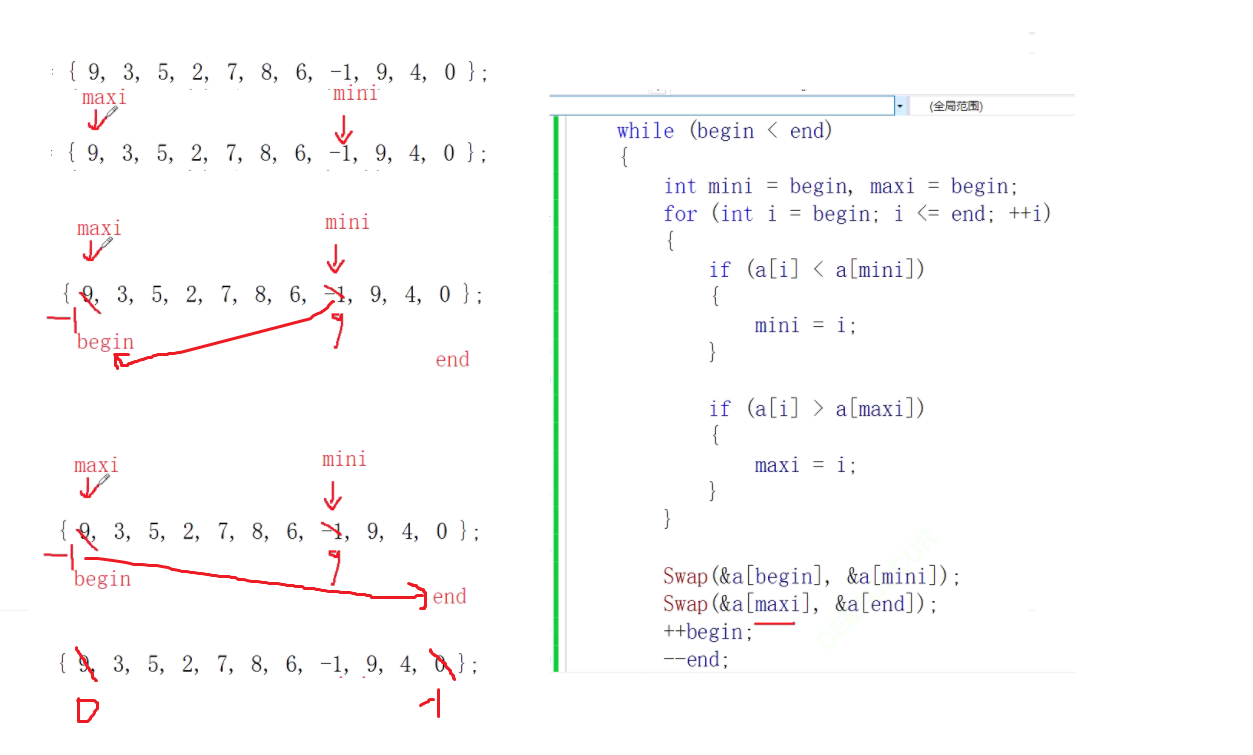 { 9, 3, 5, 2, 7, 8, 6, -1, 9, 4, 0 };
maxi mini
{ 9, 3, 5, 2, 7, 8, 6, -1, 9, 4, 0 };
maxi mini
{ 9, 3, 5, 2, 7, 8, 6, -1, 9, 4, 0 };
-1 9
begin
end
maxi mini
{ 9, 3, 5, 2, 7, 8, 6, -1, 9, 4, 0 };
-1 9
begin end
{ 9, 3, 5, 2, 7, 8, 6, -1, 9, 4, 0 };
0 -1
(全局范围)
while (begin < end)
{
int mini = begin, maxi = begin;
for (int i = begin; i <= end; ++i)
{
if (a[i] < a[mini])
{
mini = i;
}
if (a[i] > a[maxi])
{
maxi = i;
}
}
Swap(&a[begin], &a[mini]);
Swap(&a[maxi], &a[end]);
++begin;
--end;